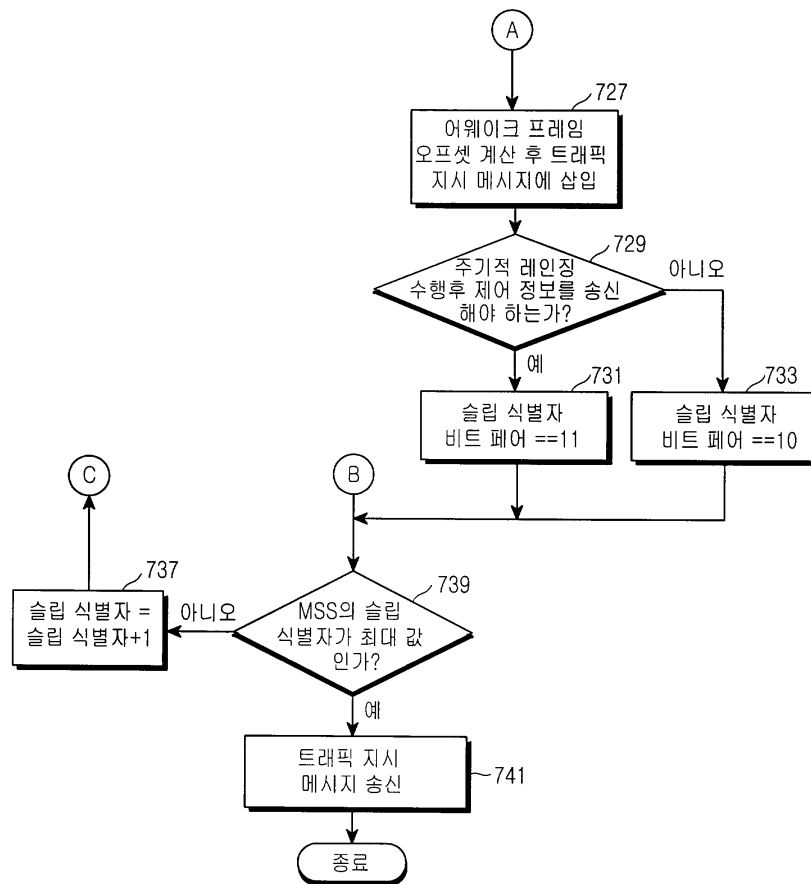 A
727
어웨이크 프레임
오프셋 계산 후 트래픽
지시 메시지에 삽입
729
주기적 레인징
수행후 제어 정보를 송신
해야 하는가?
아니오
예
731
슬립 식별자
비트 페어 ==11
733
슬립 식별자
비트 페어 ==10
C
B
737
슬립 식별자 =
슬립 식별자+1
아니오
739
MSS의 슬립
식별자가 최대 값
인가?
예
트래픽 지시
메시지 송신
741
종료